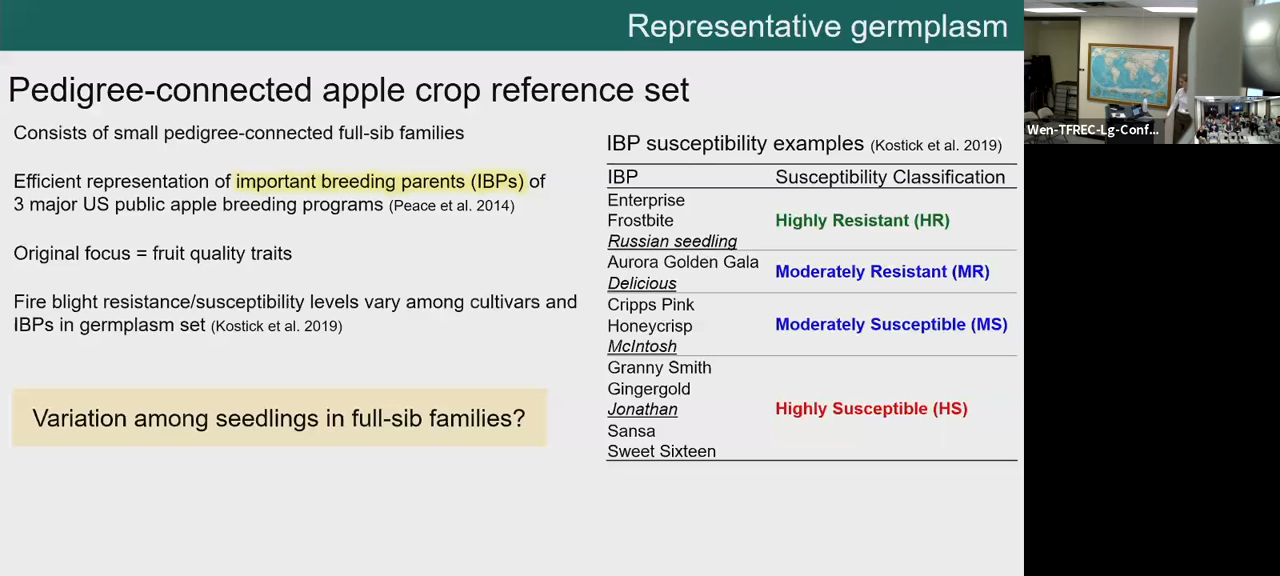 Representative germplasm
Pedigree-connected apple crop reference set
Consists of small pedigree-connected full-sib families
Efficient representation of important breeding parents (IBPs) of
3 major US public apple breeding programs (Peace et al. 2014)
Original focus = fruit quality traits
Fire blight resistance/susceptibility levels vary among cultivars and
IBPs in germplasm set (Kostick et al. 2019)
Variation among seedlings in full-sib families?
IBP susceptibility examples (Kostick et al. 2019)
IBP Susceptibility Classification
Enterprise
Frostbite Highly Resistant (HR)
Russian seedling
Aurora Golden Gala
Moderately Resistant (MR)
Delicious
Cripps Pink
Honeycrisp Moderately Susceptible (MS)
McIntosh
Granny Smith
Gingergold
Jonathan Highly Susceptible (HS)
Sansa
Sweet Sixteen
Wen-TFREC-Lg-Conf...